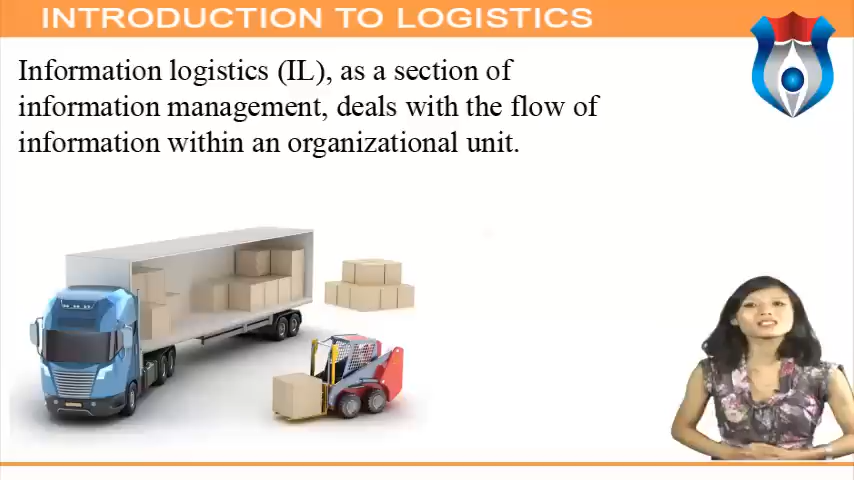 INTRODUCTION TO LOGISTICS
Information logistics (IL), as a section of
information management, deals with the flow of
information within an organizational unit.